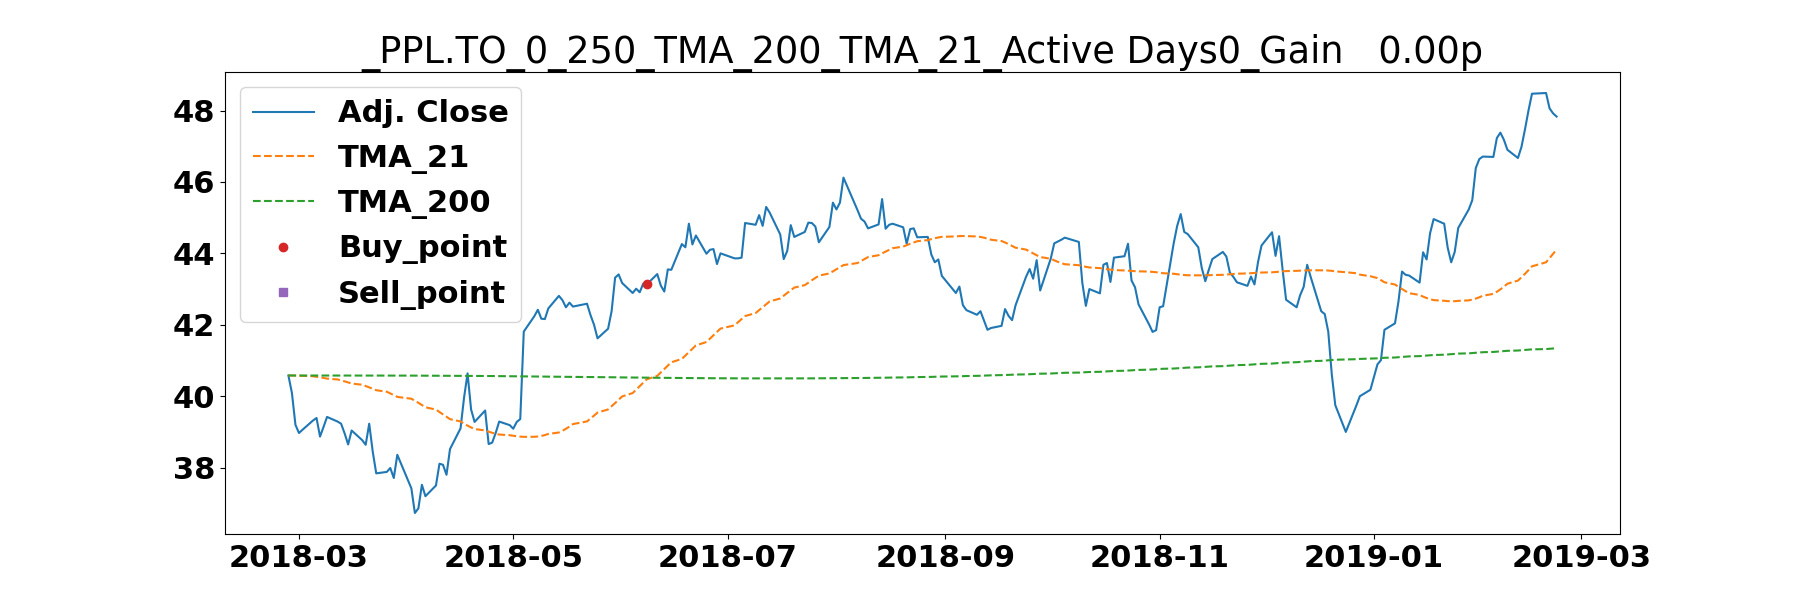 _PPL.TO_0_250_TMA_200_TMA_21_Active Days0_Gain   0.00p
Adj. Close
TMA_21
TMA_200
Buy_point
Sell_point
48
46
44
42
40
38
2018-03 2018-05 2018-07 2018-09 2018-11 2019-01 2019-03